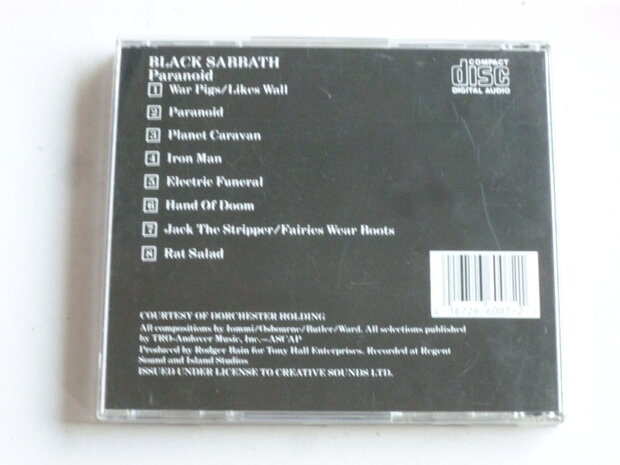 BLACK SABBATH
Paranoid
1 War Pigs/Likes Wall
2 Paranoid
3 Planet Caravan
4 Iron Man
5 Electric Funeral
6 Hand Of Doom
7 Jack The Stripper/Fairies Wear Boots
8 Rat Salad
COMPACT
disc
DIGITAL AUDIO
COURTESY OF DORCHESTER HOLDING
All compositions by Iommi/Osbourne/Butler/Ward. All selections published
by TRO-Andover Music, Inc.—ASCAP
Produced by Rodger Bain for Tony Hall Enterprises. Recorded at Regent
Sound and Island Studios
ISSUED UNDER LICENSE TO CREATIVE SOUNDS LTD.